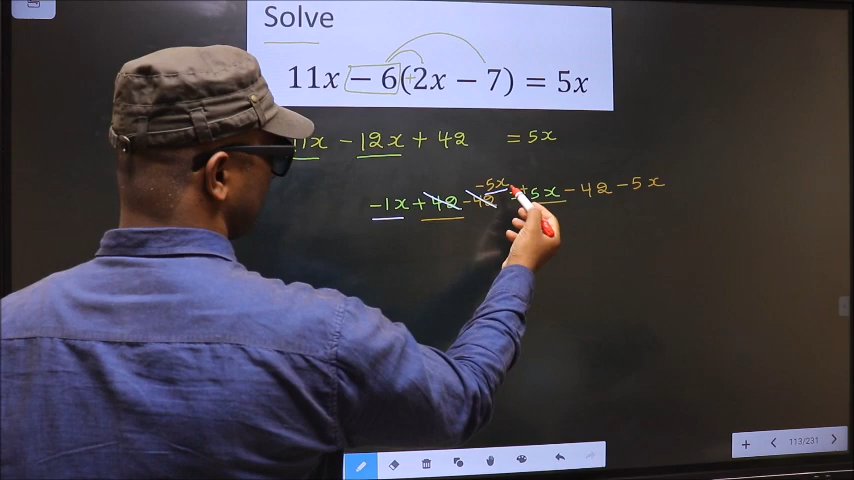 Solve
11x − 6(2x − 7) = 5x
+
11x − 12x + 42 = 5x
−5x
−1x + 42 − 42 = + 5x − 42 − 5x
113/231